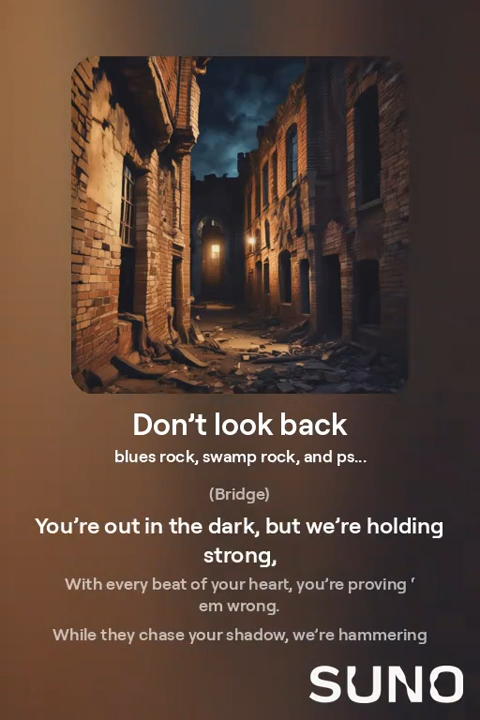 Don't look back
blues rock, swamp rock, and ps...
(Bridge)
You're out in the dark, but we're holding
strong,
With every beat of your heart, you're proving ‘
em wrong.
While they chase your shadow, we're hammering
SUNO